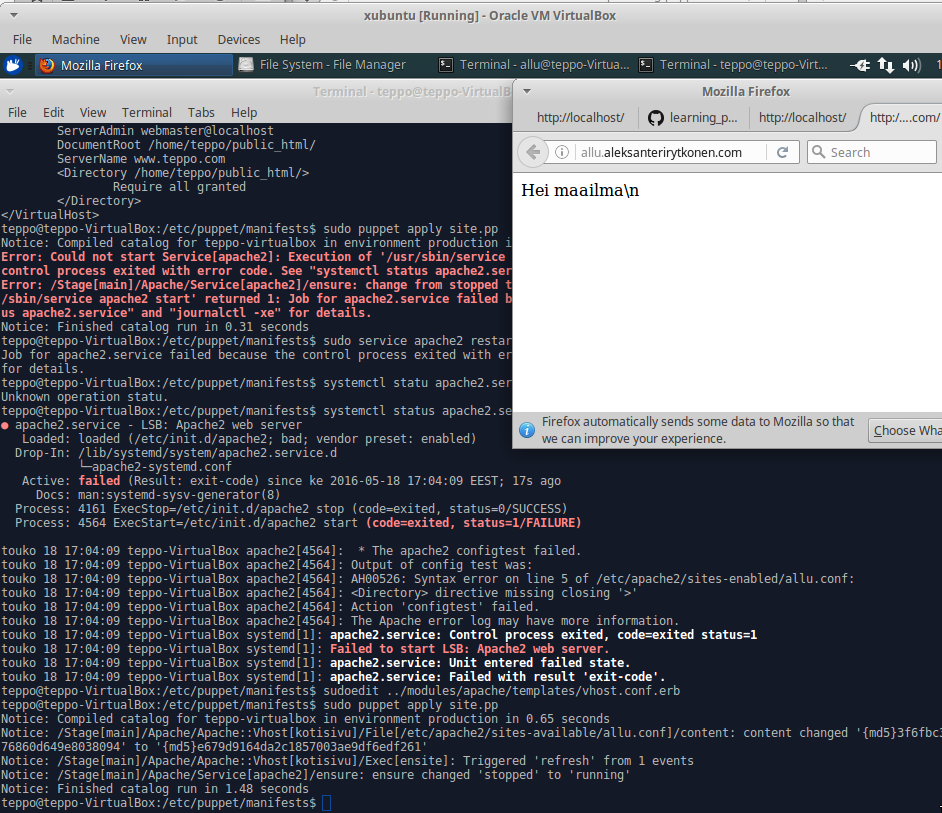 xubuntu [Running] - Oracle VM VirtualBox
File Machine View Input Devices Help
Mozilla Firefox
File System - File Manager
Terminal - allu@teppo-Virtua...
Terminal - teppo@teppo-Virt...
Terminal - teppo@teppo-VirtualB
File Edit View Terminal Tabs Help
ServerAdmin webmaster@localhost
DocumentRoot /home/teppo/public_html/
ServerName www.teppo.com
<Directory /home/teppo/public_html/>
Require all granted
</Directory>
</VirtualHost>
teppo@teppo-VirtualBox:/etc/puppet/manifests$ sudo puppet apply site.pp
Notice: Compiled catalog for teppo-virtualbox in environment production i
Error: Could not start Service[apache2]: Execution of '/usr/sbin/service
control process exited with error code. See "systemctl status apache2.ser
Error: /Stage[main]/Apache/Service[apache2]/ensure: change from stopped t
/sbin/service apache2 start' returned 1: Job for apache2.service failed b
us apache2.service" and "journalctl -xe" for details.
Notice: Finished catalog run in 0.31 seconds
teppo@teppo-VirtualBox:/etc/puppet/manifests$ sudo service apache2 restar
Job for apache2.service failed because the control process exited with er
for details.
teppo@teppo-VirtualBox:/etc/puppet/manifests$ systemctl statu apache2.ser
Unknown operation statu.
teppo@teppo-VirtualBox:/etc/puppet/manifests$ systemctl status apache2.se
● apache2.service - LSB: Apache2 web server
Loaded: loaded (/etc/init.d/apache2; bad; vendor preset: enabled)
Drop-In: /lib/systemd/system/apache2.service.d
└─apache2-systemd.conf
Active: failed (Result: exit-code) since ke 2016-05-18 17:04:09 EEST; 17s ago
Docs: man:systemd-sysv-generator(8)
Process: 4161 ExecStop=/etc/init.d/apache2 stop (code=exited, status=0/SUCCESS)
Process: 4564 ExecStart=/etc/init.d/apache2 start (code=exited, status=1/FAILURE)
touko 18 17:04:09 teppo-VirtualBox apache2[4564]:  * The apache2 configtest failed.
touko 18 17:04:09 teppo-VirtualBox apache2[4564]: Output of config test was:
touko 18 17:04:09 teppo-VirtualBox apache2[4564]: AH00526: Syntax error on line 5 of /etc/apache2/sites-enabled/allu.conf:
touko 18 17:04:09 teppo-VirtualBox apache2[4564]: <Directory> directive missing closing '>'
touko 18 17:04:09 teppo-VirtualBox apache2[4564]: Action 'configtest' failed.
touko 18 17:04:09 teppo-VirtualBox apache2[4564]: The Apache error log may have more information.
touko 18 17:04:09 teppo-VirtualBox systemd[1]: apache2.service: Control process exited, code=exited status=1
touko 18 17:04:09 teppo-VirtualBox systemd[1]: Failed to start LSB: Apache2 web server.
touko 18 17:04:09 teppo-VirtualBox systemd[1]: apache2.service: Unit entered failed state.
touko 18 17:04:09 teppo-VirtualBox systemd[1]: apache2.service: Failed with result 'exit-code'.
teppo@teppo-VirtualBox:/etc/puppet/manifests$ sudoedit ../modules/apache/templates/vhost.conf.erb
teppo@teppo-VirtualBox:/etc/puppet/manifests$ sudo puppet apply site.pp
Notice: Compiled catalog for teppo-virtualbox in environment production in 0.65 seconds
Notice: /Stage[main]/Apache/Apache::Vhost[kotisivu]/File[/etc/apache2/sites-available/allu.conf]/content: content changed '{md5}3f6fbc3
76860d649e8038094' to '{md5}e679d9164da2c1857003ae9df6edf261'
Notice: /Stage[main]/Apache/Apache::Vhost[kotisivu]/Exec[ensite]: Triggered 'refresh' from 1 events
Notice: /Stage[main]/Apache/Service[apache2]/ensure: ensure changed 'stopped' to 'running'
Notice: Finished catalog run in 1.48 seconds
teppo@teppo-VirtualBox:/etc/puppet/manifests$
Mozilla Firefox
http://localhost/
learning_p...
http://localhost/
http:/....com/
allu.aleksanterirytkonen.com
Search
Hei maailma\n
Firefox automatically sends some data to Mozilla so that
we can improve your experience.
Choose Wha